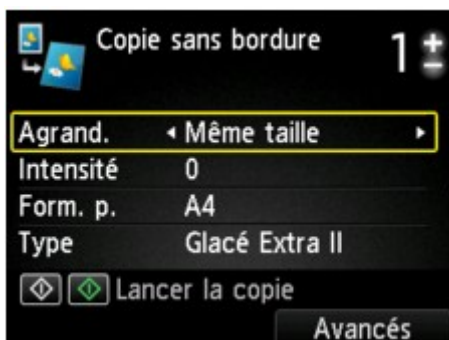 Copie sans bordure 1
Agrand. Même taille
Intensité 0
Form. p. A4
Type Glacé Extra II
Lancer la copie
Avancés